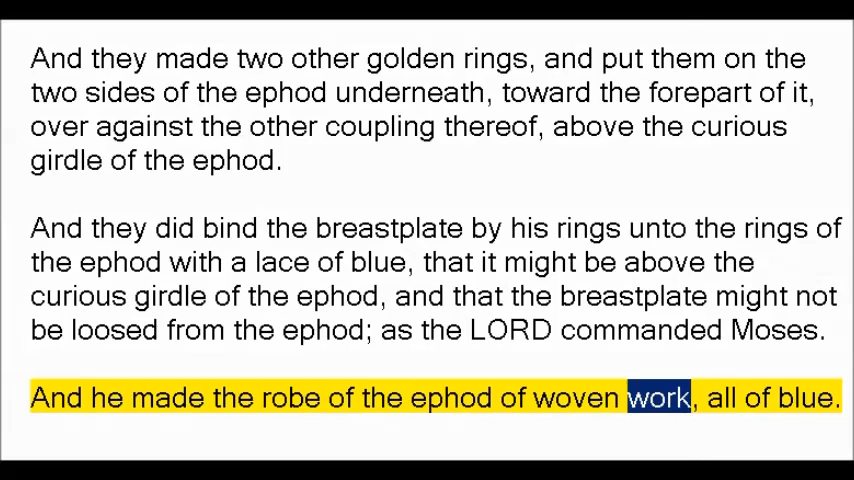 And they made two other golden rings, and put them on the
two sides of the ephod underneath, toward the forepart of it,
over against the other coupling thereof, above the curious
girdle of the ephod.
And they did bind the breastplate by his rings unto the rings of
the ephod with a lace of blue, that it might be above the
curious girdle of the ephod, and that the breastplate might not
be loosed from the ephod; as the LORD commanded Moses.
And he made the robe of the ephod of woven work, all of blue.